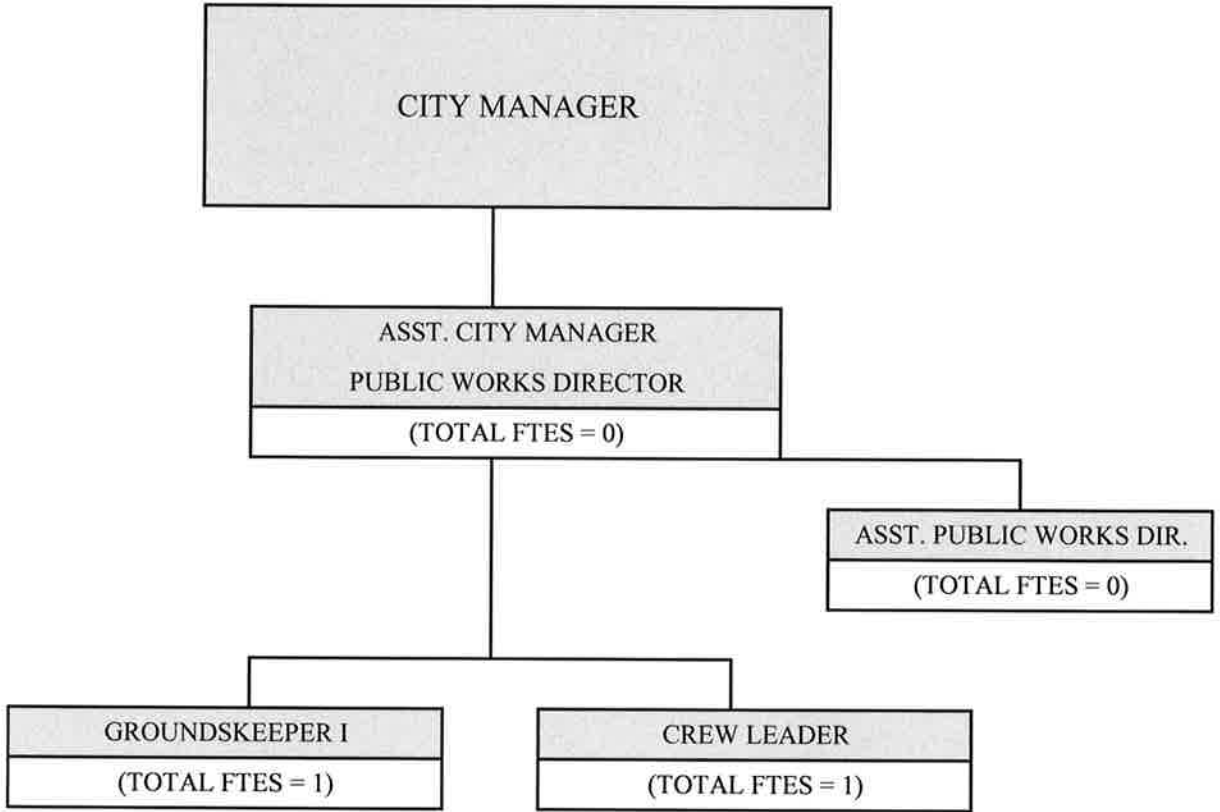 CITY MANAGER
ASST. CITY MANAGER
PUBLIC WORKS DIRECTOR
(TOTAL FTES = 0)
ASST. PUBLIC WORKS DIR.
(TOTAL FTES = 0)
GROUNDSKEEPER I
(TOTAL FTES = 1)
CREW LEADER
(TOTAL FTES = 1)